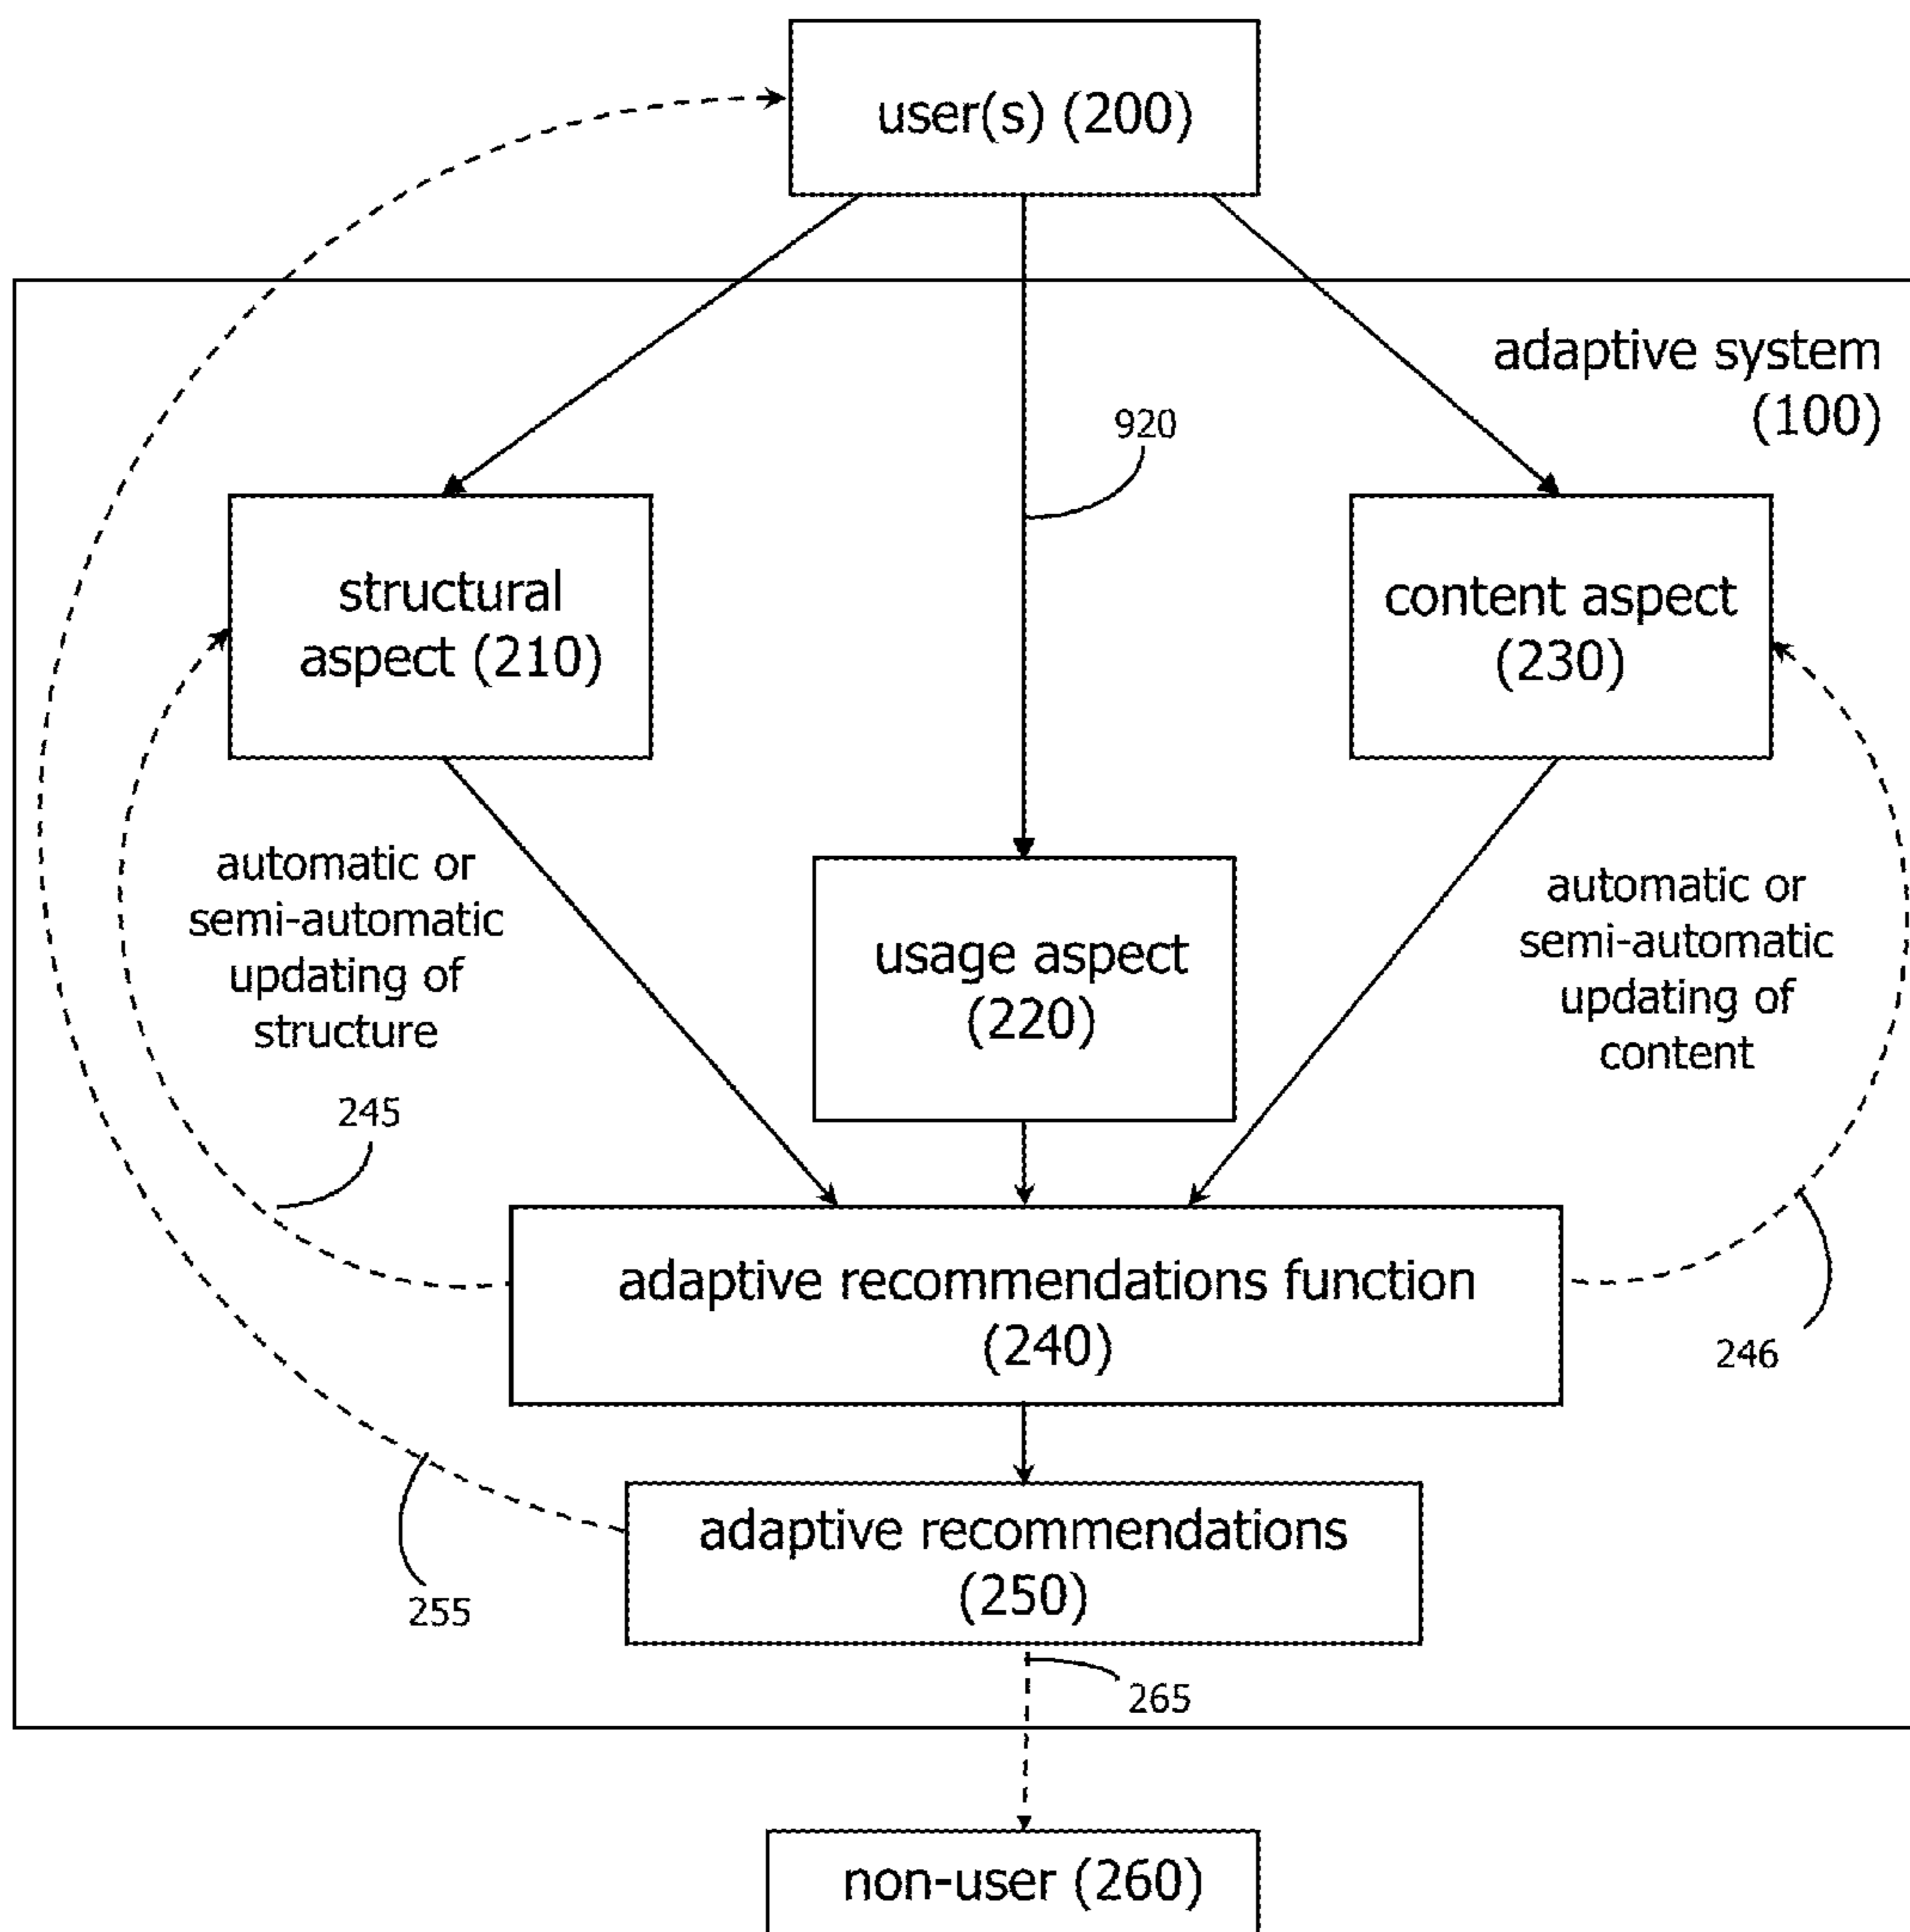 user(s) (200)
adaptive system
(100)
920
structural
aspect (210)
content aspect
(230)
automatic or
semi-automatic
updating of
structure
usage aspect
(220)
automatic or
semi-automatic
updating of
content
245
adaptive recommendations function
(240)
246
adaptive recommendations
(250)
255
265
non-user (260)